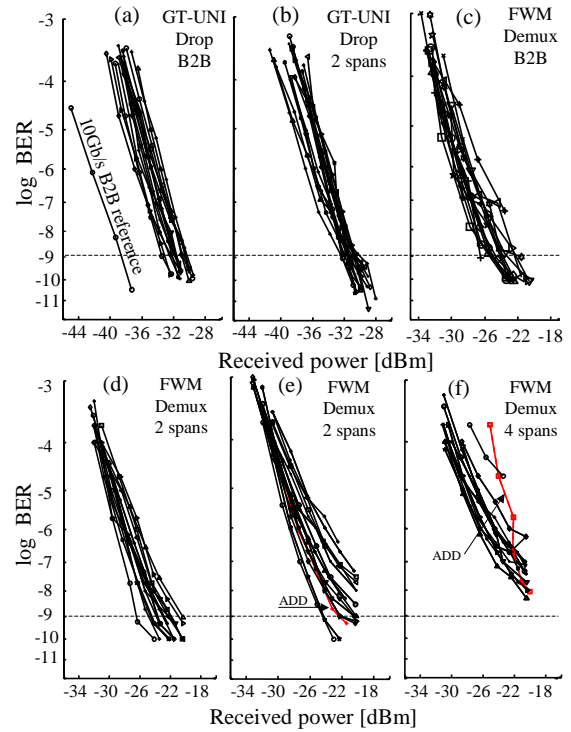 (a) GT-UNI
Drop
B2B
(b) GT-UNI
Drop
2 spans
(c) FWM
Demux
B2B
log BER
-3
-4
-5
-6
-7
-8
-9
-10
-11
10Gb/s B2B reference
-44 -40 -36 -32 -28
-44 -40 -36 -32 -28
-34 -30 -26 -22 -18
Received power [dBm]
(d) FWM
Demux
2 spans
(e) FWM
Demux
2 spans
(f) FWM
Demux
4 spans
log BER
-3
-4
-5
-6
-7
-8
-9
-10
-11
ADD
ADD
-34 -30 -26 -22 -18
-34 -30 -26 -22 -18
-34 -30 -26 -22 -18
Received power [dBm]